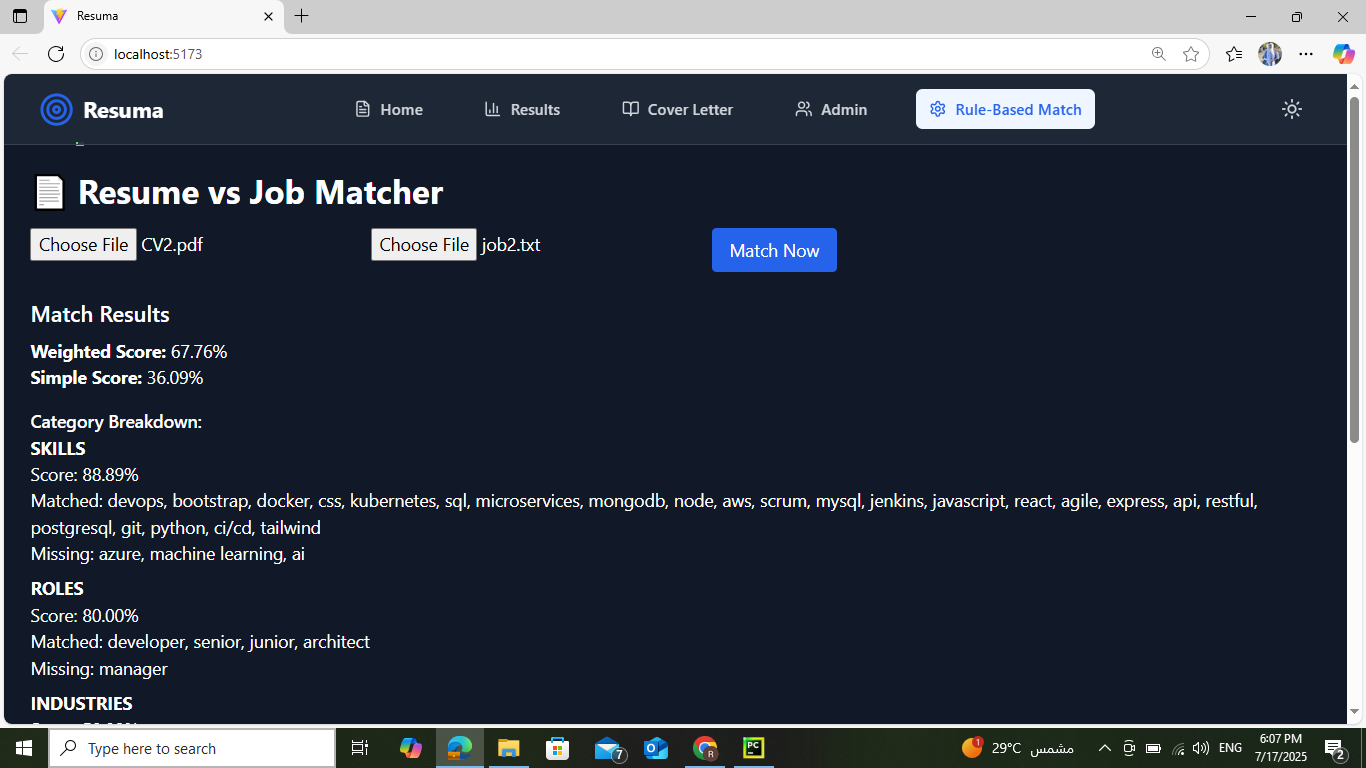 Resuma
localhost:5173
Resuma
Home
Results
Cover Letter
Admin
Rule-Based Match
Resume vs Job Matcher
Choose File CV2.pdf
Choose File job2.txt
Match Now
Match Results
Weighted Score: 67.76%
Simple Score: 36.09%
Category Breakdown:
SKILLS
Score: 88.89%
Matched: devops, bootstrap, docker, css, kubernetes, sql, microservices, mongodb, node, aws, scrum, mysql, jenkins, javascript, react, agile, express, api, restful,
postgresql, git, python, ci/cd, tailwind
Missing: azure, machine learning, ai
ROLES
Score: 80.00%
Matched: developer, senior, junior, architect
Missing: manager
INDUSTRIES
Type here to search
7
PC
1
29°C مشمس
ENG
6:07 PM
7/17/2025
2